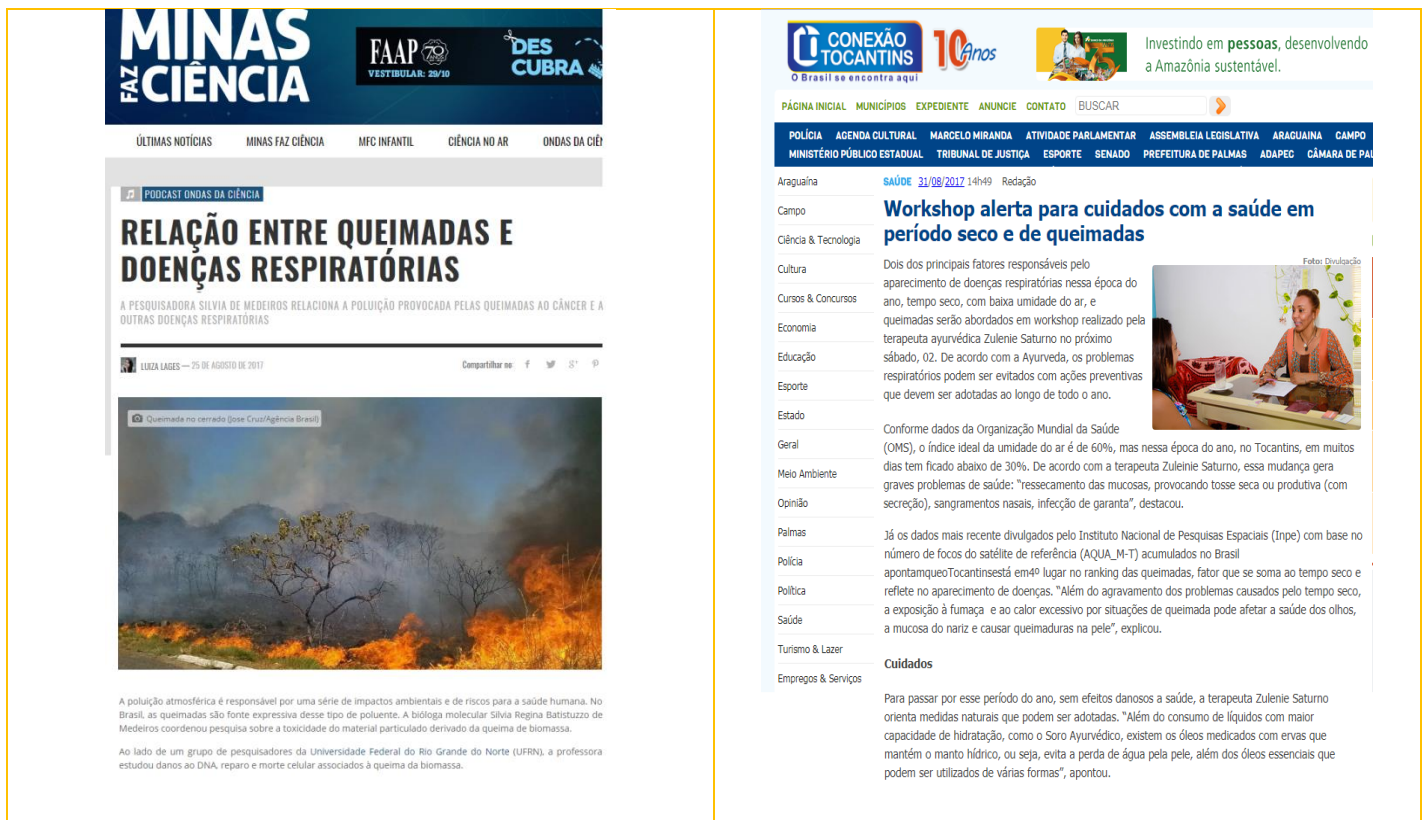 MINAS
FAZ
CIÊNCIA
FAAP 70
VESTIBULAR: 29/10
DES
CUBRA
ÚLTIMAS NOTÍCIAS MINAS FAZ CIÊNCIA MFC INFANTIL CIÊNCIA NO AR ONDAS DA CIÊN
PODCAST ONDAS DA CIÊNCIA
RELAÇÃO ENTRE QUEIMADAS E
DOENÇAS RESPIRATÓRIAS
A PESQUISADORA SILVIA DE MEDEIROS RELACIONA A POLUIÇÃO PROVOCADA PELAS QUEIMADAS AO CÂNCER E A
OUTRAS DOENÇAS RESPIRATÓRIAS
LUIZA LAGES — 25 DE AGOSTO DE 2017 Compartilhar no:
Queimada no cerrado (Jose Cruz/Agência Brasil)
A poluição atmosférica é responsável por uma série de impactos ambientais e de riscos para a saúde humana. No
Brasil, as queimadas são fonte expressiva desse tipo de poluente. A bióloga molecular Silvia Regina Batistuzzo de
Medeiros coordenou pesquisa sobre a toxicidade do material particulado derivado da queima de biomassa.
Ao lado de um grupo de pesquisadores da Universidade Federal do Rio Grande do Norte (UFRN), a professora
estudou danos ao DNA, reparo e morte celular associados à queima da biomassa.
CONEXÃO
TOCANTINS
O Brasil se encontra aqui
10 Anos
75
Investindo em pessoas, desenvolvendo
a Amazônia sustentável.
PÁGINA INICIAL MUNICÍPIOS EXPEDIENTE ANUNCIE CONTATO BUSCAR
POLÍCIA AGENDA CULTURAL MARCELO MIRANDA ATIVIDADE PARLAMENTAR ASSEMBLEIA LEGISLATIVA ARAGUAINA CAMPO
MINISTÉRIO PÚBLICO ESTADUAL TRIBUNAL DE JUSTIÇA ESPORTE SENADO PREFEITURA DE PALMAS ADAPEC CÂMARA DE PAL
Araguaína
Campo
Ciência & Tecnologia
Cultura
Cursos & Concursos
Economia
Educação
Esporte
Estado
Geral
Meio Ambiente
Opinião
Palmas
Polícia
Política
Saúde
Turismo & Lazer
Empregos & Serviços
SAÚDE 31/08/2017 14h49 Redação
Workshop alerta para cuidados com a saúde em
período seco e de queimadas
Foto: Divulgação
Dois dos principais fatores responsáveis pelo
aparecimento de doenças respiratórias nessa época do
ano, tempo seco, com baixa umidade do ar, e
queimadas serão abordados em workshop realizado pela
terapeuta ayurvédica Zulenie Saturno no próximo
sábado, 02. De acordo com a Ayurveda, os problemas
respiratórios podem ser evitados com ações preventivas
que devem ser adotadas ao longo de todo o ano.
Conforme dados da Organização Mundial da Saúde
(OMS), o índice ideal da umidade do ar é de 60%, mas nessa época do ano, no Tocantins, em muitos
dias tem ficado abaixo de 30%. De acordo com a terapeuta Zuleinie Saturno, essa mudança gera
graves problemas de saúde: "ressecamento das mucosas, provocando tosse seca ou produtiva (com
secreção), sangramentos nasais, infecção de garanta", destacou.
Já os dados mais recente divulgados pelo Instituto Nacional de Pesquisas Espaciais (Inpe) com base no
número de focos do satélite de referência (AQUA_M-T) acumulados no Brasil
apontamqueoTocantinsestá em4º lugar no ranking das queimadas, fator que se soma ao tempo seco e
reflete no aparecimento de doenças. "Além do agravamento dos problemas causados pelo tempo seco,
a exposição à fumaça e ao calor excessivo por situações de queimada pode afetar a saúde dos olhos,
a mucosa do nariz e causar queimaduras na pele", explicou.
Cuidados
Para passar por esse período do ano, sem efeitos danosos a saúde, a terapeuta Zulenie Saturno
orienta medidas naturais que podem ser adotadas. "Além do consumo de líquidos com maior
capacidade de hidratação, como o Soro Ayurvédico, existem os óleos medicados com ervas que
mantém o manto hídrico, ou seja, evita a perda de água pela pele, além dos óleos essenciais que
podem ser utilizados de várias formas", apontou.